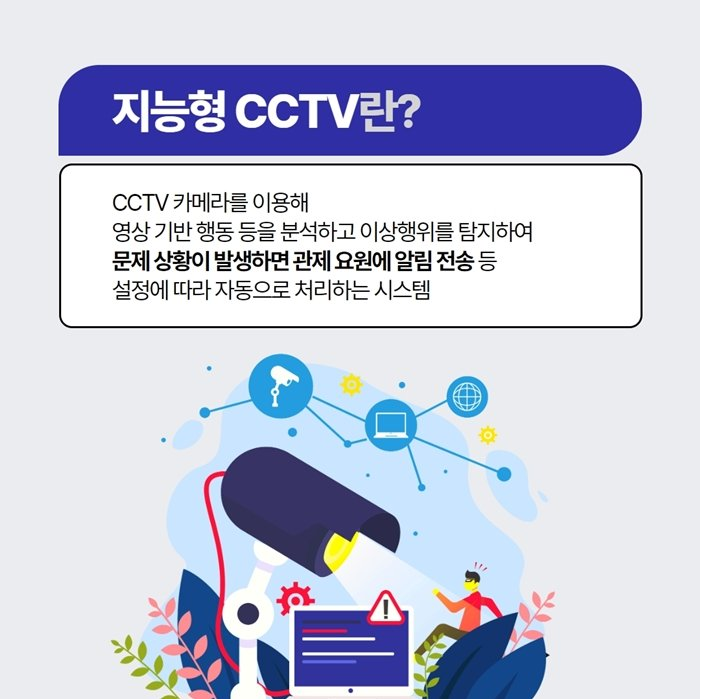 지능형 CCTV란?
CCTV 카메라를 이용해
영상 기반 행동 등을 분석하고 이상행위를 탐지하여
문제 상황이 발생하면 관제 요원에 알림 전송 등
설정에 따라 자동으로 처리하는 시스템
!